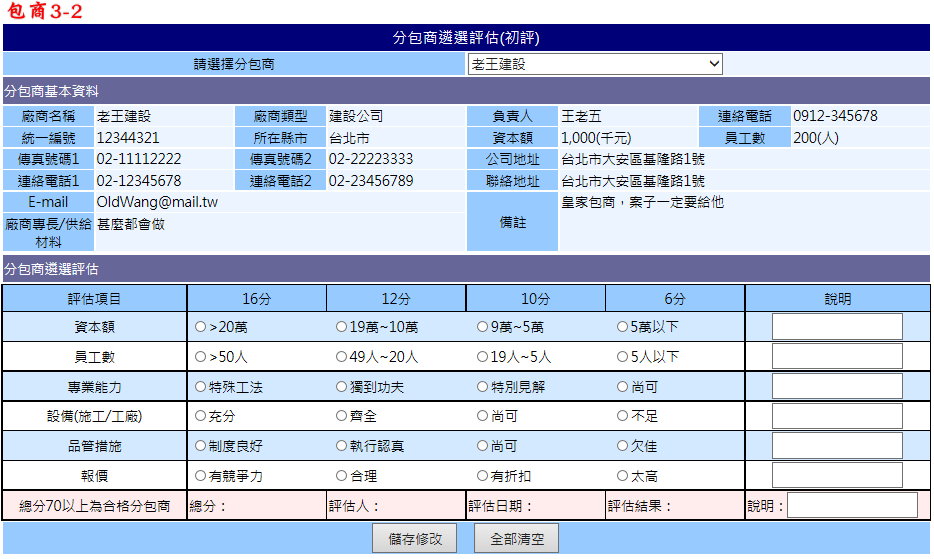 包商3-2
分包商遴選評估(初評)
請選擇分包商 老王建設
分包商基本資料
廠商名稱 老王建設 廠商類型 建設公司 負責人 王老五 連絡電話 0912-345678
統一編號 12344321 所在縣市 台北市 資本額 1,000(千元) 員工數 200(人)
傳真號碼1 02-11112222 傳真號碼2 02-22223333 公司地址 台北市大安區基隆路1號
連絡電話1 02-12345678 連絡電話2 02-23456789 聯絡地址 台北市大安區基隆路1號
E-mail OldWang@mail.tw 備註 皇家包商，案子一定要給他
廠商專長/供給
材料 甚麼都會做
分包商遴選評估
評估項目 16分 12分 10分 6分 說明
資本額 >20萬 19萬~10萬 9萬~5萬 5萬以下
員工數 >50人 49人~20人 19人~5人 5人以下
專業能力 特殊工法 獨到功夫 特別見解 尚可
設備(施工/工廠) 充分 齊全 尚可 不足
品管措施 制度良好 執行認真 尚可 欠佳
報價 有競爭力 合理 有折扣 太高
總分70以上為合格分包商 總分： 評估人： 評估日期： 評估結果： 說明：
儲存修改 全部清空